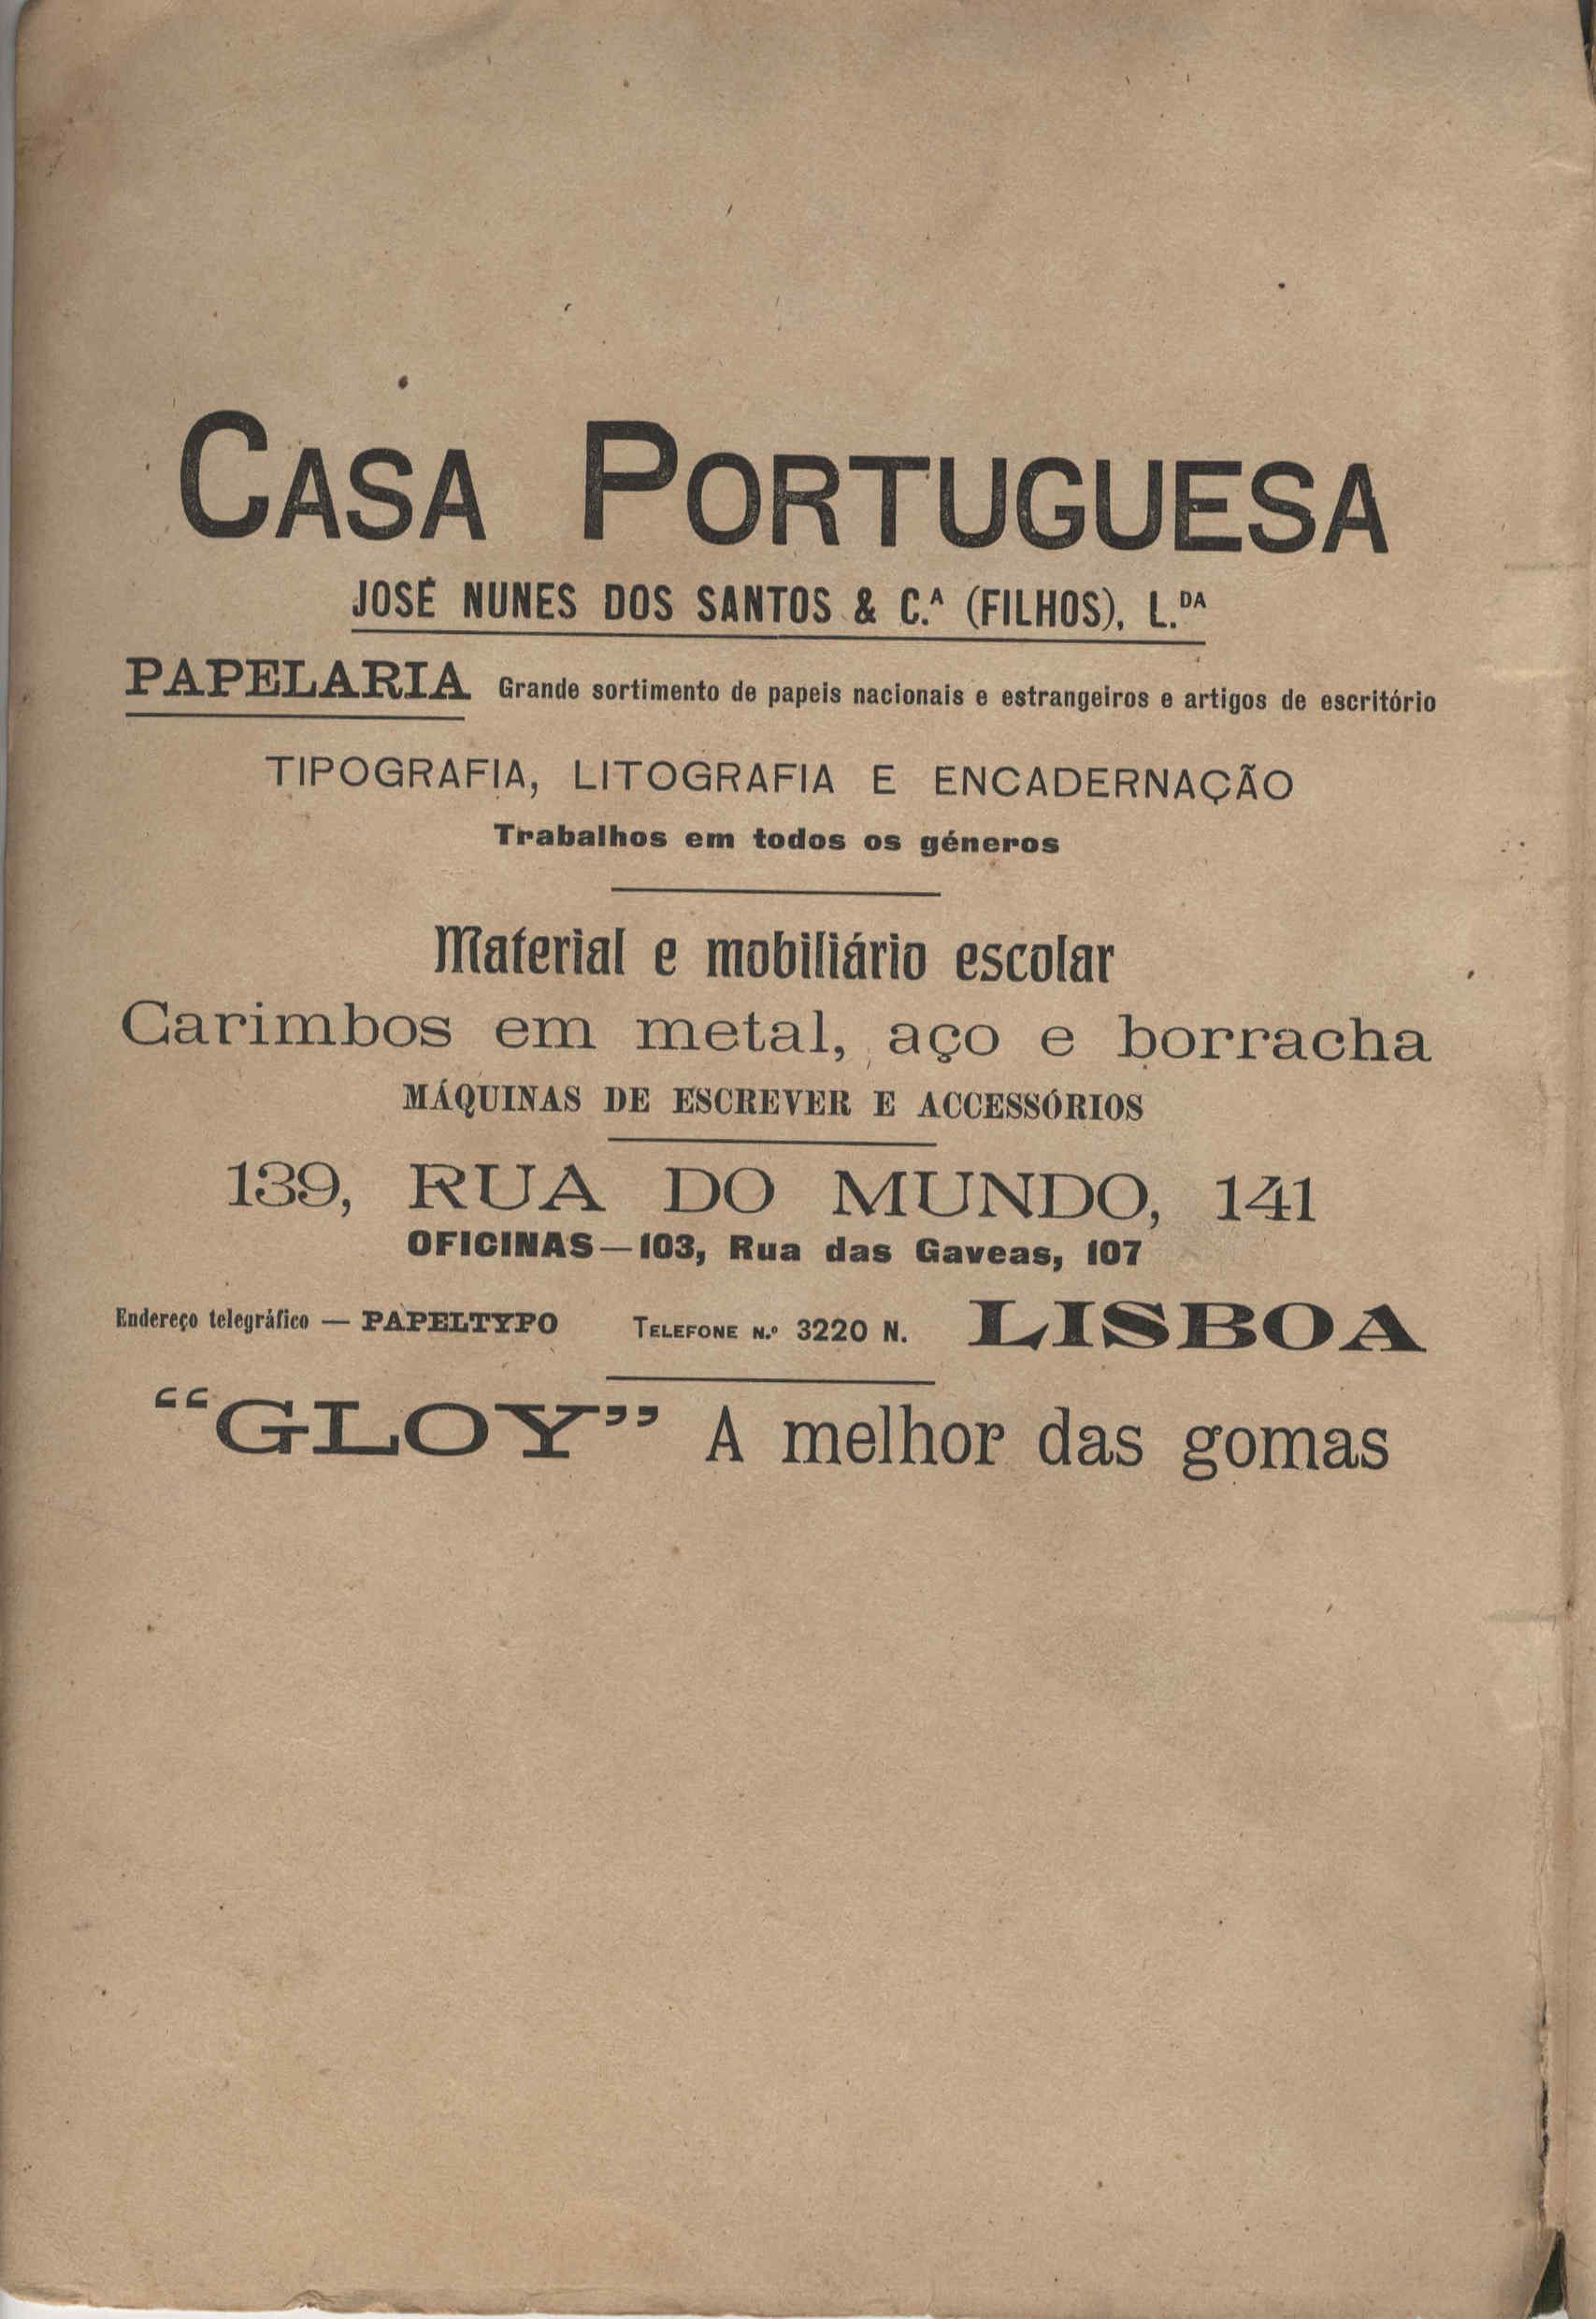 CASA PORTUGUESA
JOSÉ NUNES DOS SANTOS & C.ᴬ (FILHOS), L.ᴰᴬ
PAPELARIA Grande sortimento de papeis nacionais e estrangeiros e artigos de escritório
TIPOGRAFIA, LITOGRAFIA E ENCADERNAÇÃO
Trabalhos em todos os géneros
Material e mobiliário escolar
Carimbos em metal, aço e borracha
MÁQUINAS DE ESCREVER E ACCESSÓRIOS
139, RUA DO MUNDO, 141
OFICINAS—103, Rua das Gaveas, 107
Endereço telegráfico — PAPELTYPO TELEFONE N.º 3220 N. LISBOA
“GLOY” A melhor das gomas